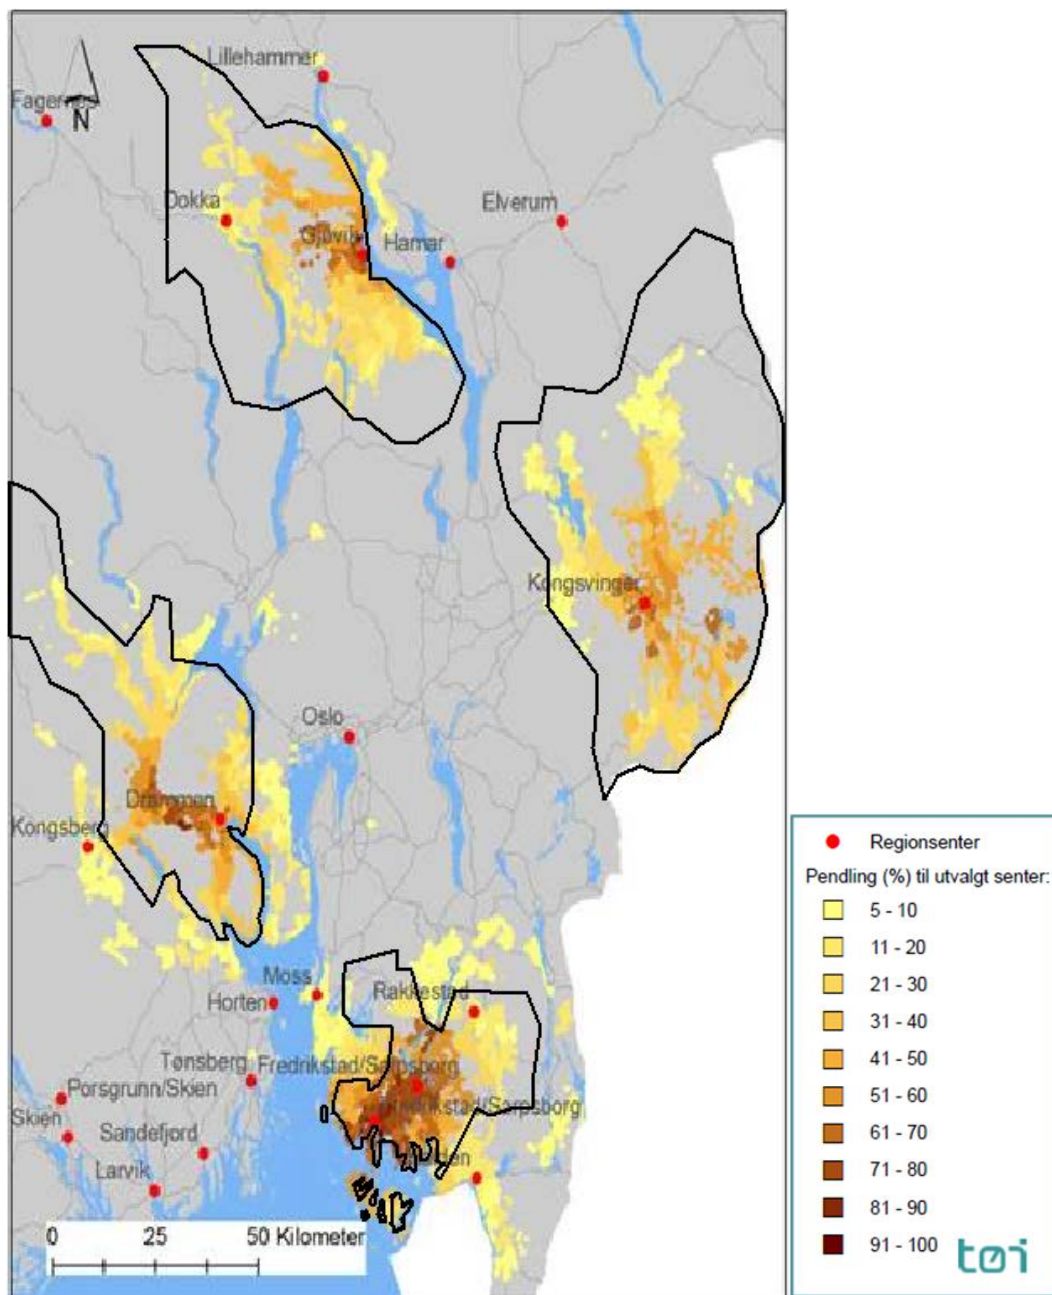 Lillehammer
Fagernes
N
Dokka
Elverum
Gjøvik
Hamar
Kongsvinger
Oslo
Drammen
Kongsberg
Moss
Rakkestad
Horten
Tønsberg
Fredrikstad/Sarpsborg
Porsgrunn/Skien
Fredrikstad/Sarpsborg
Skien
Sandefjord
Halden
Larvik
0 25 50 Kilometer
Regionsenter
Pendling (%) til utvalgt senter:
5 - 10
11 - 20
21 - 30
31 - 40
41 - 50
51 - 60
61 - 70
71 - 80
81 - 90
91 - 100
tøi